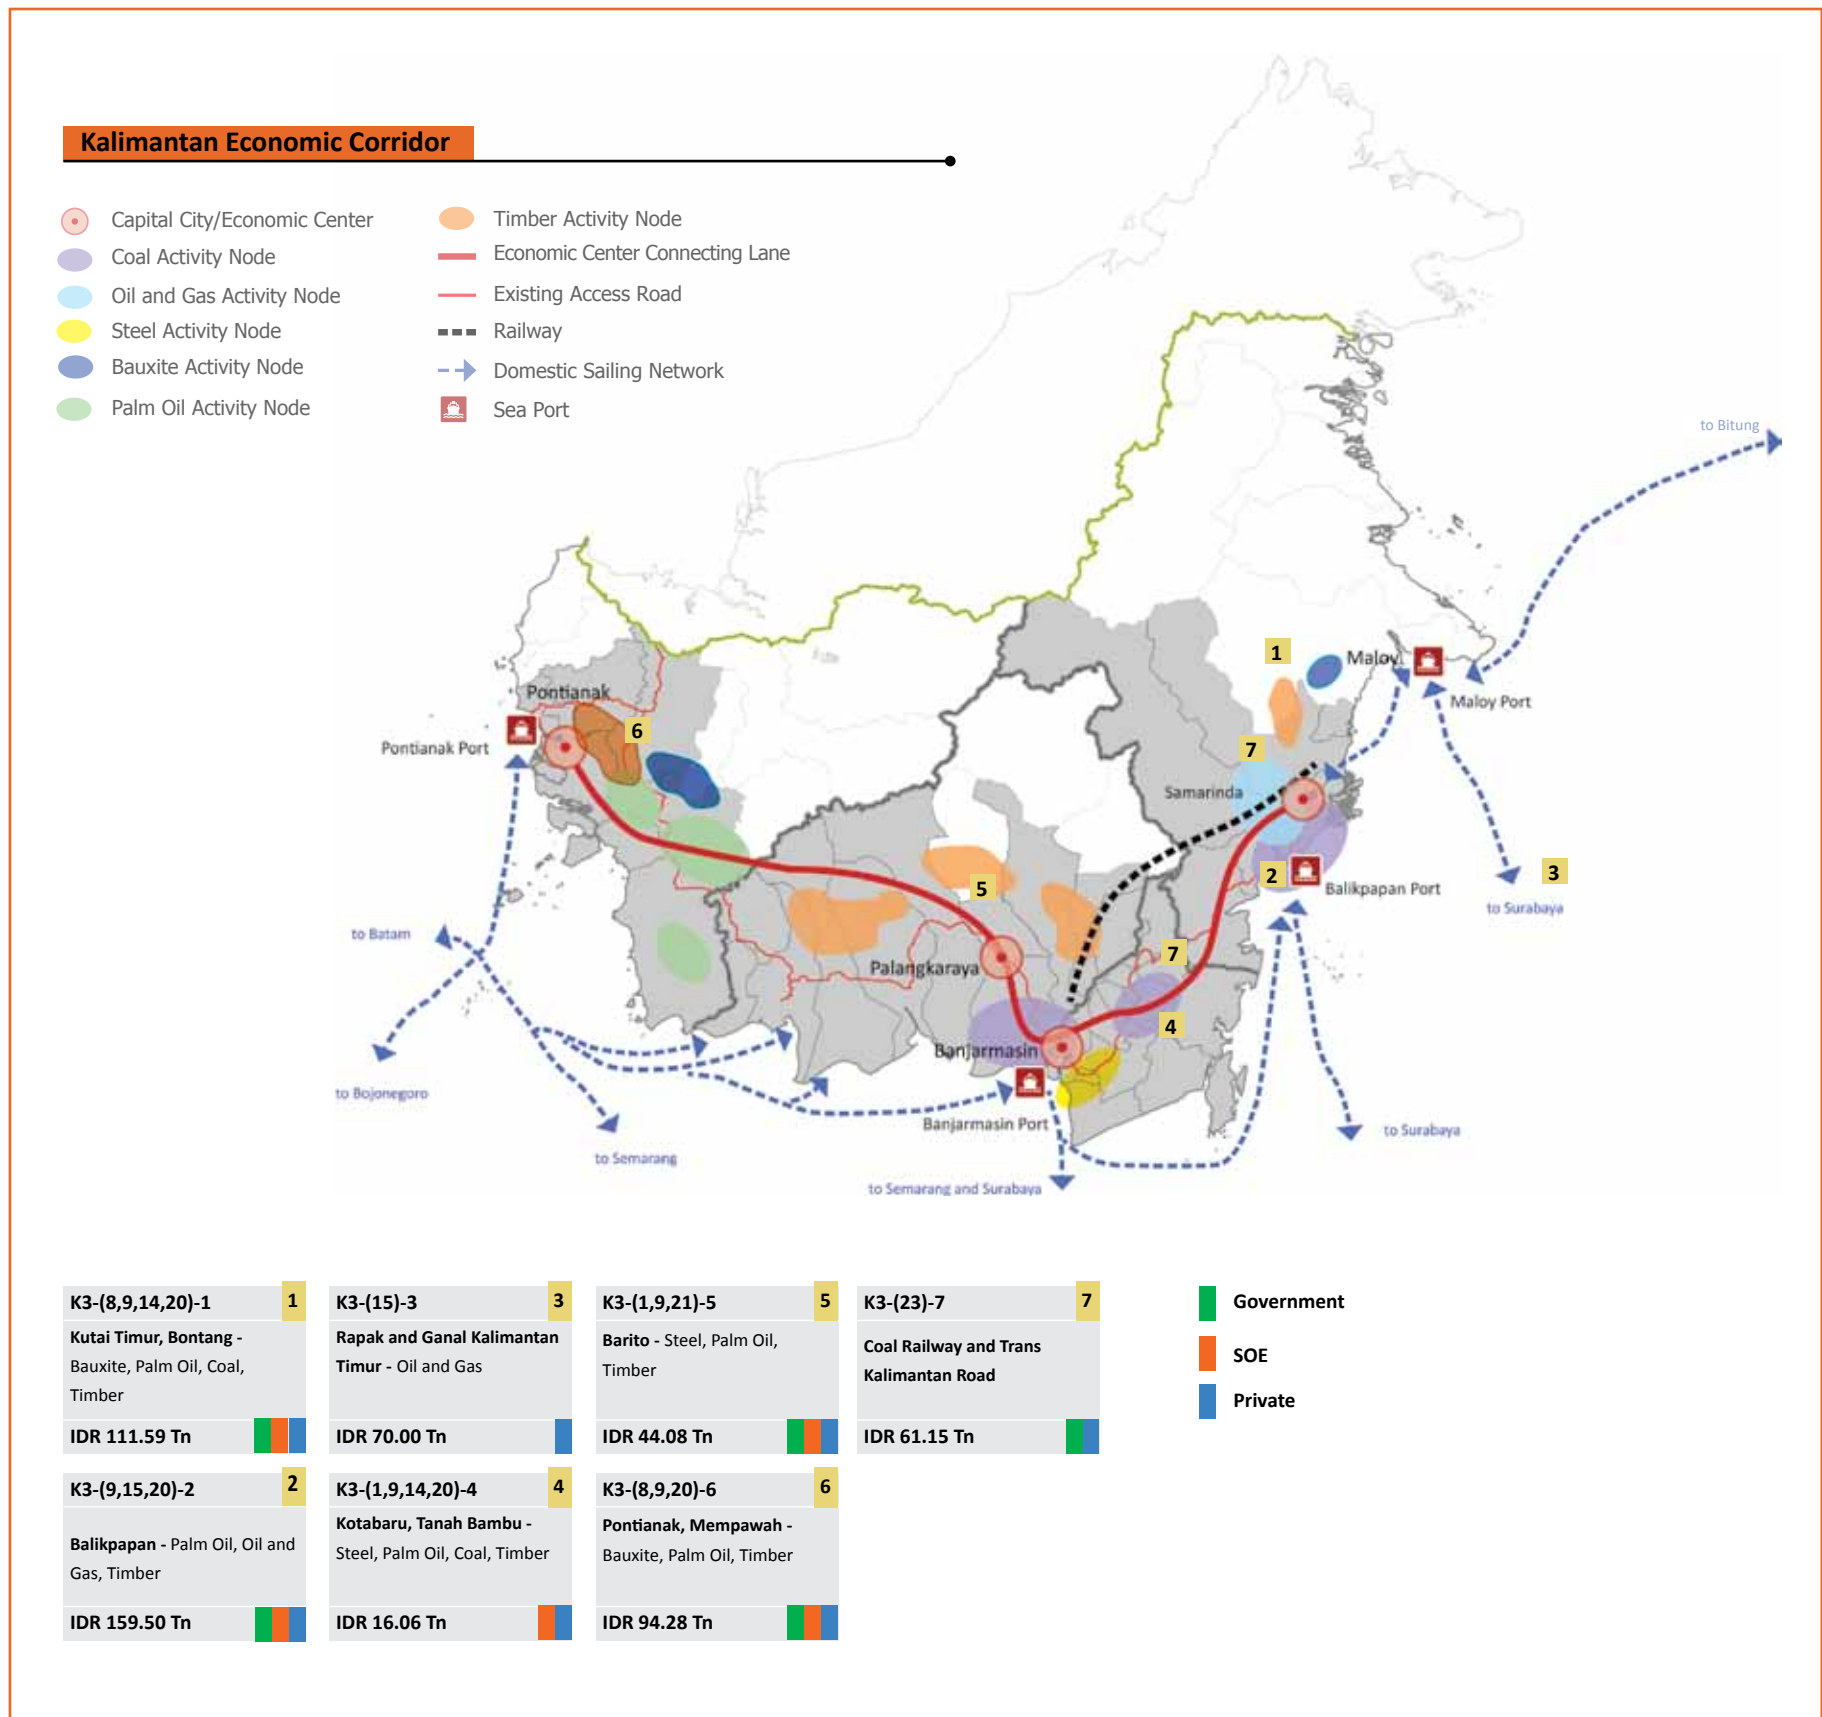 Kalimantan Economic Corridor
Capital City/Economic Center
Coal Activity Node
Oil and Gas Activity Node
Steel Activity Node
Bauxite Activity Node
Palm Oil Activity Node
Timber Activity Node
Economic Center Connecting Lane
Existing Access Road
Railway
Domestic Sailing Network
Sea Port
to Bitung
1
Maloy
Maloy Port
Pontianak
6
Pontianak Port
7
Samarinda
2
Balikpapan Port
3
to Surabaya
5
to Batam
Palangkaraya
7
4
Banjarmasin
to Bojonegoro
Banjarmasin Port
to Surabaya
to Semarang
to Semarang and Surabaya
K3-(8,9,14,20)-1
1
Kutai Timur, Bontang -
Bauxite, Palm Oil, Coal,
Timber
IDR 111.59 Tn
K3-(15)-3
3
Rapak and Ganal Kalimantan
Timur - Oil and Gas
IDR 70.00 Tn
K3-(1,9,21)-5
5
Barito - Steel, Palm Oil,
Timber
IDR 44.08 Tn
K3-(23)-7
7
Coal Railway and Trans
Kalimantan Road
IDR 61.15 Tn
Government
SOE
Private
K3-(9,15,20)-2
2
Balikpapan - Palm Oil, Oil and
Gas, Timber
IDR 159.50 Tn
K3-(1,9,14,20)-4
4
Kotabaru, Tanah Bambu -
Steel, Palm Oil, Coal, Timber
IDR 16.06 Tn
K3-(8,9,20)-6
6
Pontianak, Mempawah -
Bauxite, Palm Oil, Timber
IDR 94.28 Tn